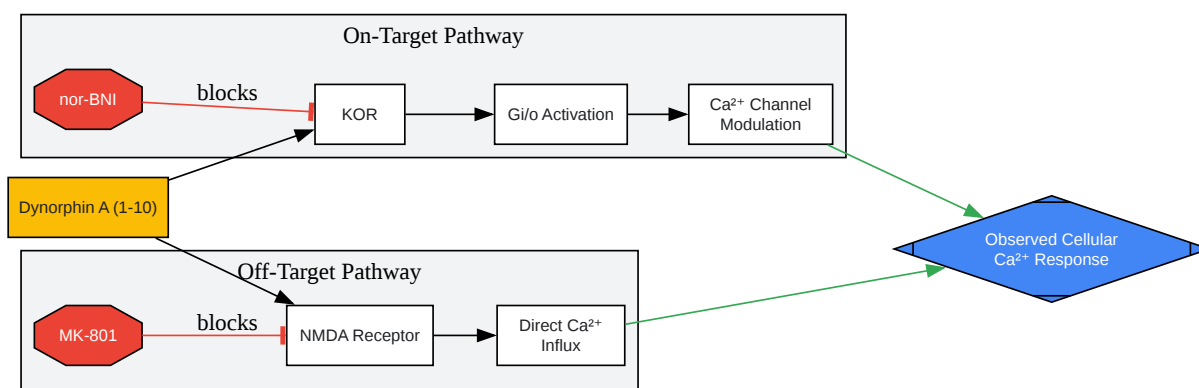 On-Target Pathway
nor-BNI
blocks
KOR
Gi/o Activation
Ca²⁺ Channel
Modulation
Dynorphin A (1-10)
Observed Cellular
Ca²⁺ Response
Off-Target Pathway
MK-801
blocks
NMDA Receptor
Direct Ca²⁺
Influx